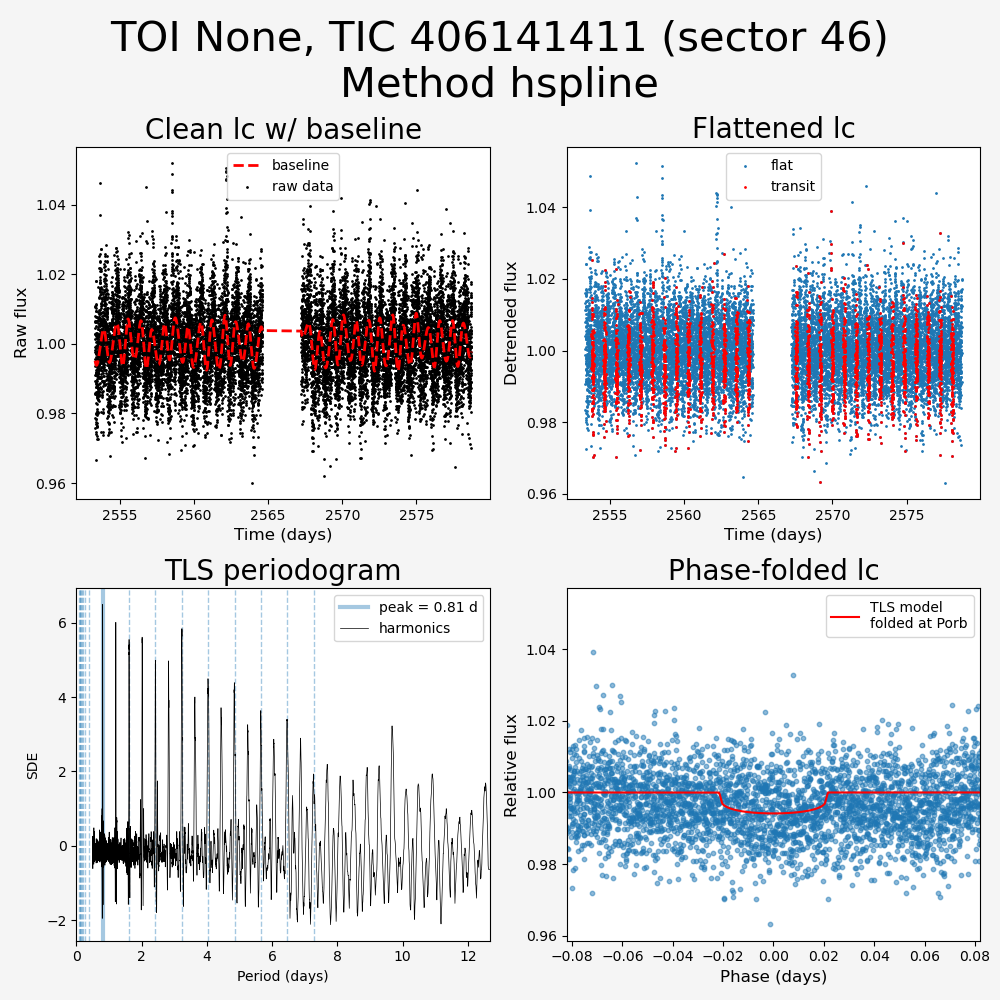 TOI None, TIC 406141411 (sector 46)
Method hspline
Clean lc w/ baseline
baseline
raw data
Raw flux
1.04
1.02
1.00
0.98
0.96
2555 2560 2565 2570 2575
Time (days)
Flattened lc
flat
transit
Detrended flux
1.04
1.02
1.00
0.98
0.96
2555 2560 2565 2570 2575
Time (days)
TLS periodogram
peak = 0.81 d
harmonics
SDE
6
4
2
0
−2
0 2 4 6 8 10 12
Period (days)
Phase-folded lc
TLS model
folded at Porb
Relative flux
1.04
1.02
1.00
0.98
0.96
−0.08 −0.06 −0.04 −0.02 0.00 0.02 0.04 0.06 0.08
Phase (days)